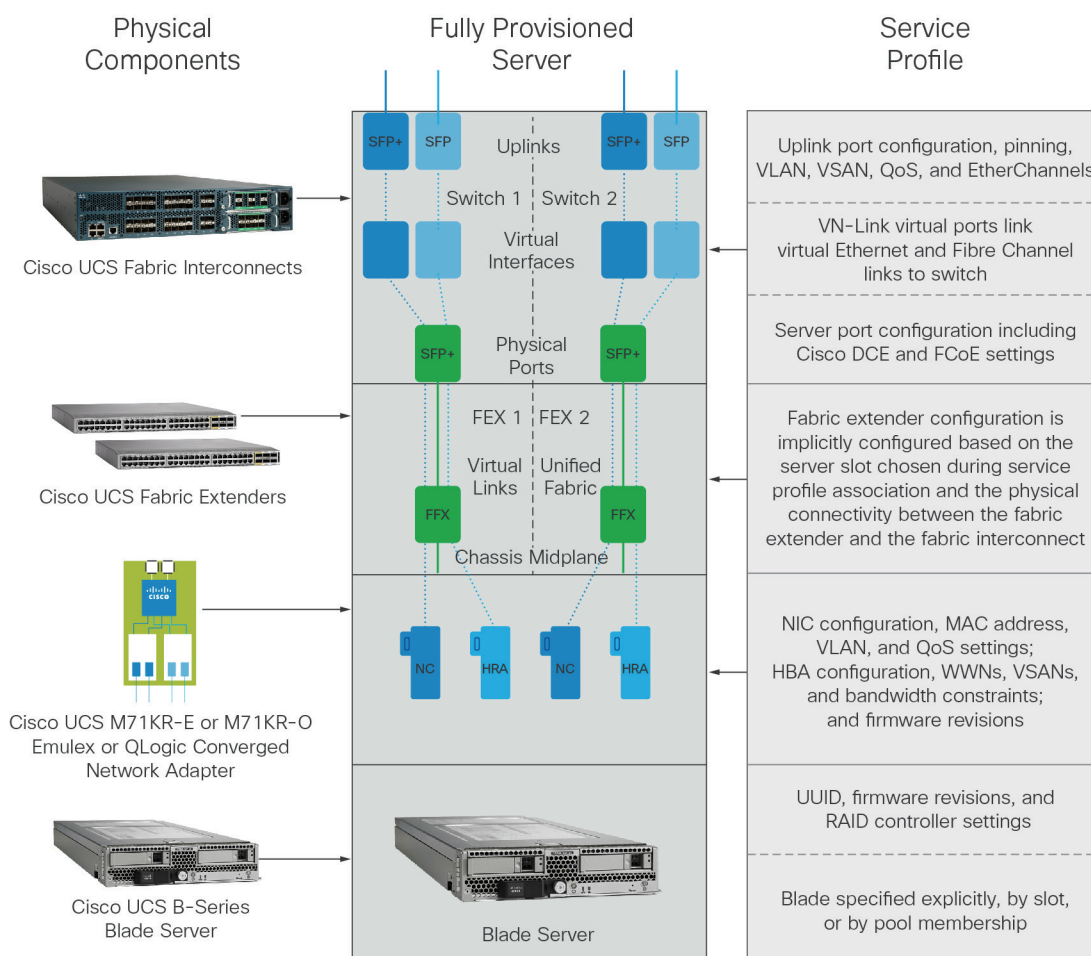 Physical
Components
Fully Provisioned
Server
Service
Profile
Cisco UCS Fabric Interconnects
Cisco UCS Fabric Extenders
CISCO
Cisco UCS M71KR-E or M71KR-O
Emulex or QLogic Converged
Network Adapter
Cisco UCS B-Series
Blade Server
SFP+
SFP
Uplinks
SFP+
SFP
Switch 1
Switch 2
Virtual
Interfaces
SFP+
Physical
Ports
SFP+
FEX 1
FEX 2
Virtual
Links
Unified
Fabric
FFX
FFX
Chassis Midplane
NC
HRA
NC
HRA
Blade Server
Uplink port configuration, pinning,
VLAN, VSAN, QoS, and EtherChannels
VN-Link virtual ports link
virtual Ethernet and Fibre Channel
links to switch
Server port configuration including
Cisco DCE and FCoE settings
Fabric extender configuration is
implicitly configured based on the
server slot chosen during service
profile association and the physical
connectivity between the fabric
extender and the fabric interconnect
NIC configuration, MAC address,
VLAN, and QoS settings;
HBA configuration, WWNs, VSANs,
and bandwidth constraints;
and firmware revisions
UUID, firmware revisions, and
RAID controller settings
Blade specified explicitly, by slot,
or by pool membership